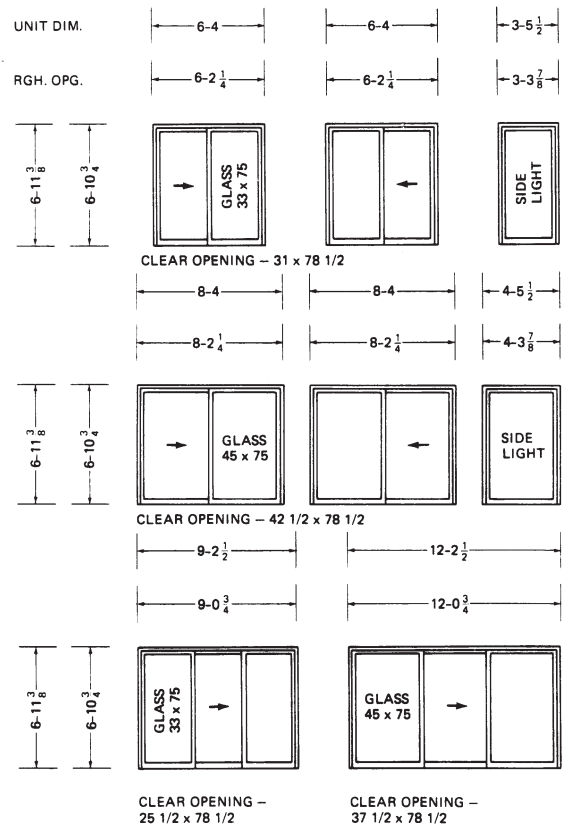 UNIT DIM. 6-4 6-4 3-5 1/2
RGH. OPG. 6-2 1/4 6-2 1/4 3-3 7/8
6-11 3/8 6-10 3/4
GLASS
33 x 75
SIDE
LIGHT
CLEAR OPENING – 31 x 78 1/2
8-4 8-4 4-5 1/2
8-2 1/4 8-2 1/4 4-3 7/8
6-11 3/8 6-10 3/4
GLASS
45 x 75
SIDE
LIGHT
CLEAR OPENING – 42 1/2 x 78 1/2
9-2 1/2 12-2 1/2
9-0 3/4 12-0 3/4
6-11 3/8 6-10 3/4
GLASS
33 x 75
GLASS
45 x 75
CLEAR OPENING –
25 1/2 x 78 1/2
CLEAR OPENING –
37 1/2 x 78 1/2